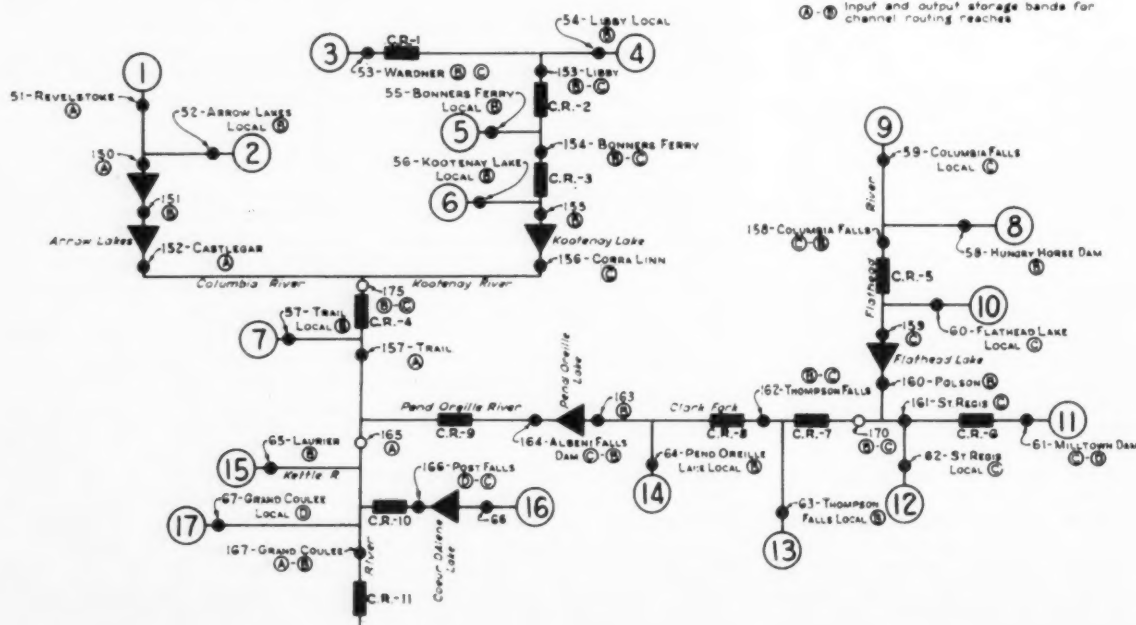 Ⓐ-Ⓑ Input and output storage bands for
channel routing reaches
54-LIBBY LOCAL
Ⓑ
3
C.R.-1
4
53-WARDNER Ⓑ Ⓒ
153-LIBBY
Ⓑ-Ⓒ
1
51-REVELSTOKE
Ⓐ
55-BONNERS FERRY
LOCAL Ⓑ
C.R.-2
52-ARROW LAKES
LOCAL Ⓑ
5
9
2
154-BONNERS FERRY
Ⓑ-Ⓒ
150
Ⓐ
56-KOOTENAY LAKE
LOCAL Ⓑ
C.R.-3
59-COLUMBIA FALLS
LOCAL Ⓒ
6
River
151
Ⓑ
155
Ⓑ
158-COLUMBIA FALLS
Ⓒ-Ⓑ
8
Arrow Lakes
Kootenay Lake
58-HUNGRY HORSE DAM
Ⓑ
152-CASTLEGAR
Ⓐ
156-CORRA LINN
Ⓒ
C.R.-5
Columbia River
Kootenay River
Flathead
10
175
Ⓑ-Ⓒ
57-TRAIL
LOCAL
C.R.-4
159
Ⓒ
60-FLATHEAD LAKE
LOCAL Ⓒ
7
157-TRAIL
Ⓐ
Flathead Lake
Pend Oreille
Lake
Ⓑ-Ⓒ
162-THOMPSON FALLS
160-POLSON Ⓑ
161-ST REGIS
Ⓒ
Pend Oreille River
163
Ⓑ
Clark Fork
11
C.R.-9
164-ALBENI FALLS
DAM Ⓒ-Ⓑ
C.R.-8
C.R.-7
170
Ⓑ-Ⓒ
C.R.-6
61-MILLTOWN DAM
Ⓒ-Ⓓ
165
Ⓐ
65-LAURIER
Ⓑ
15
Kettle R.
166-POST FALLS
Ⓓ-Ⓒ
64-PEND OREILLE
LAKE LOCAL Ⓑ
62-ST REGIS
LOCAL Ⓒ
14
12
67-GRAND COULEE
LOCAL Ⓓ
66
16
63-THOMPSON
FALLS LOCAL Ⓑ
17
C.R.-10
Coeur D'Alene
Lake
13
167-GRAND COULEE
Ⓐ-Ⓑ
River
C.R.-11